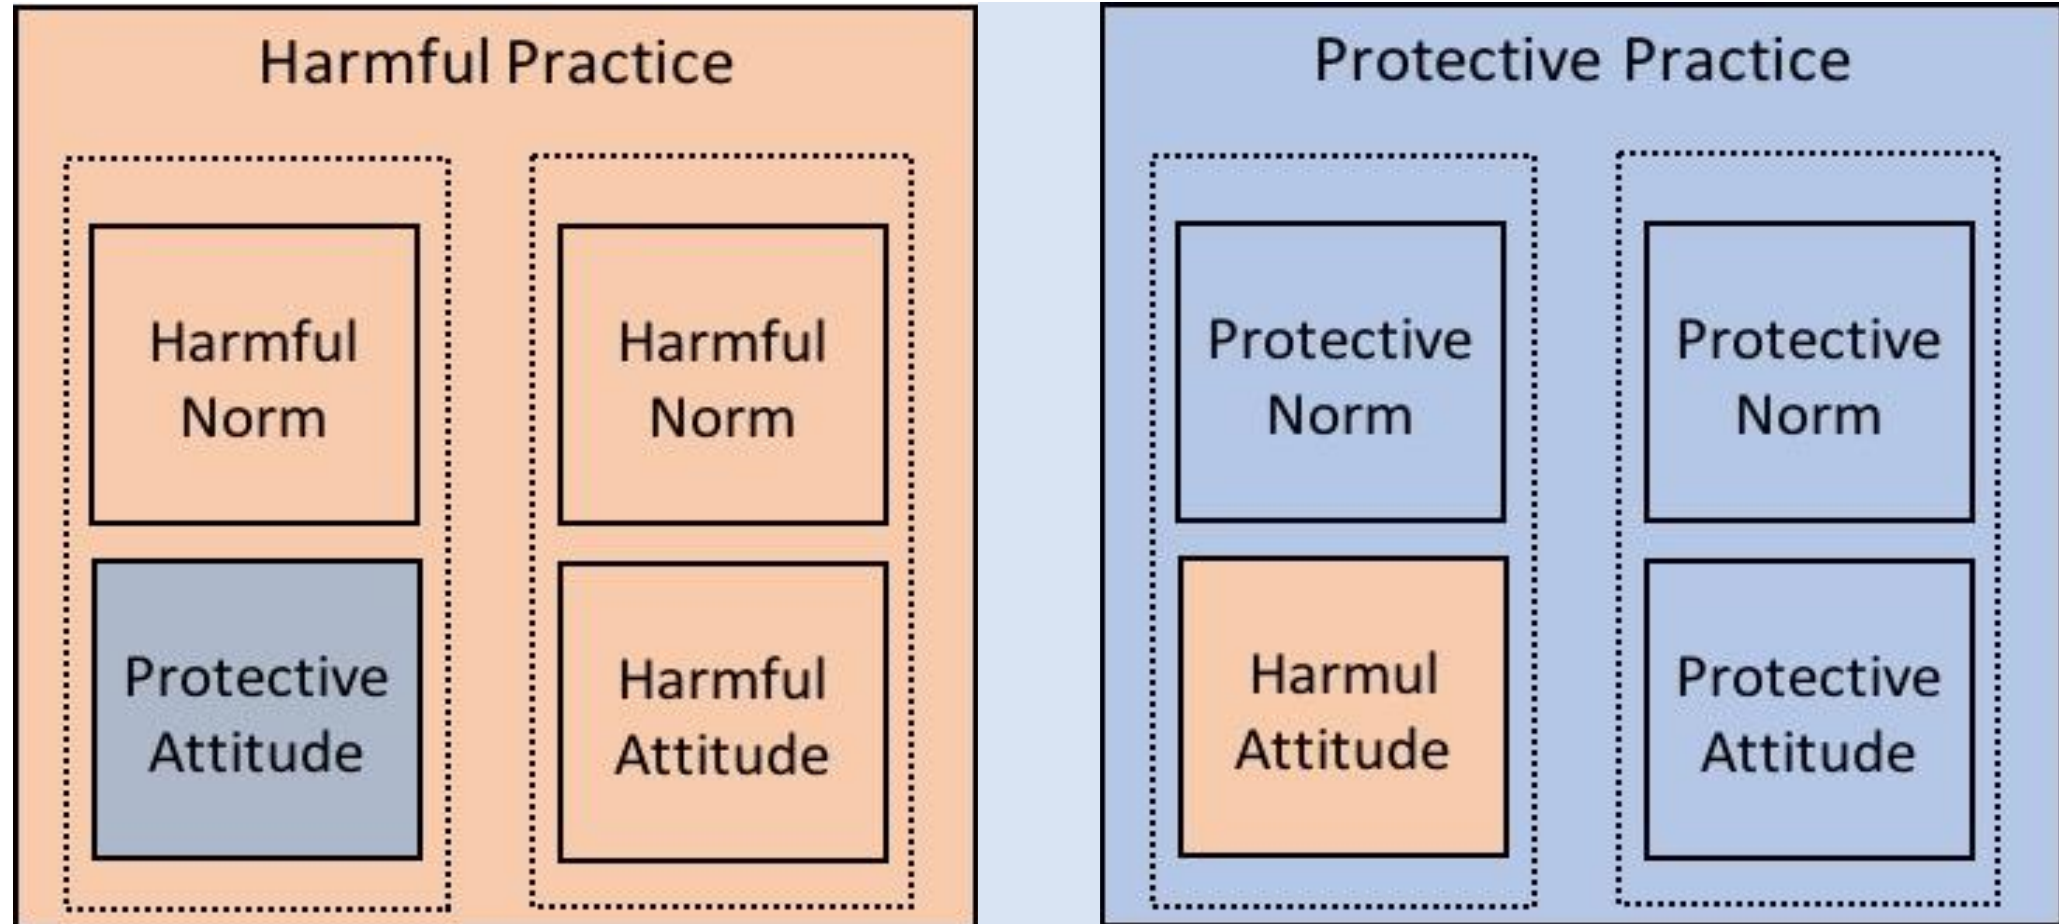 Harmful Practice
Harmful
Norm
Harmful
Norm
Protective
Attitude
Harmful
Attitude
Protective Practice
Protective
Norm
Protective
Norm
Harmul
Attitude
Protective
Attitude